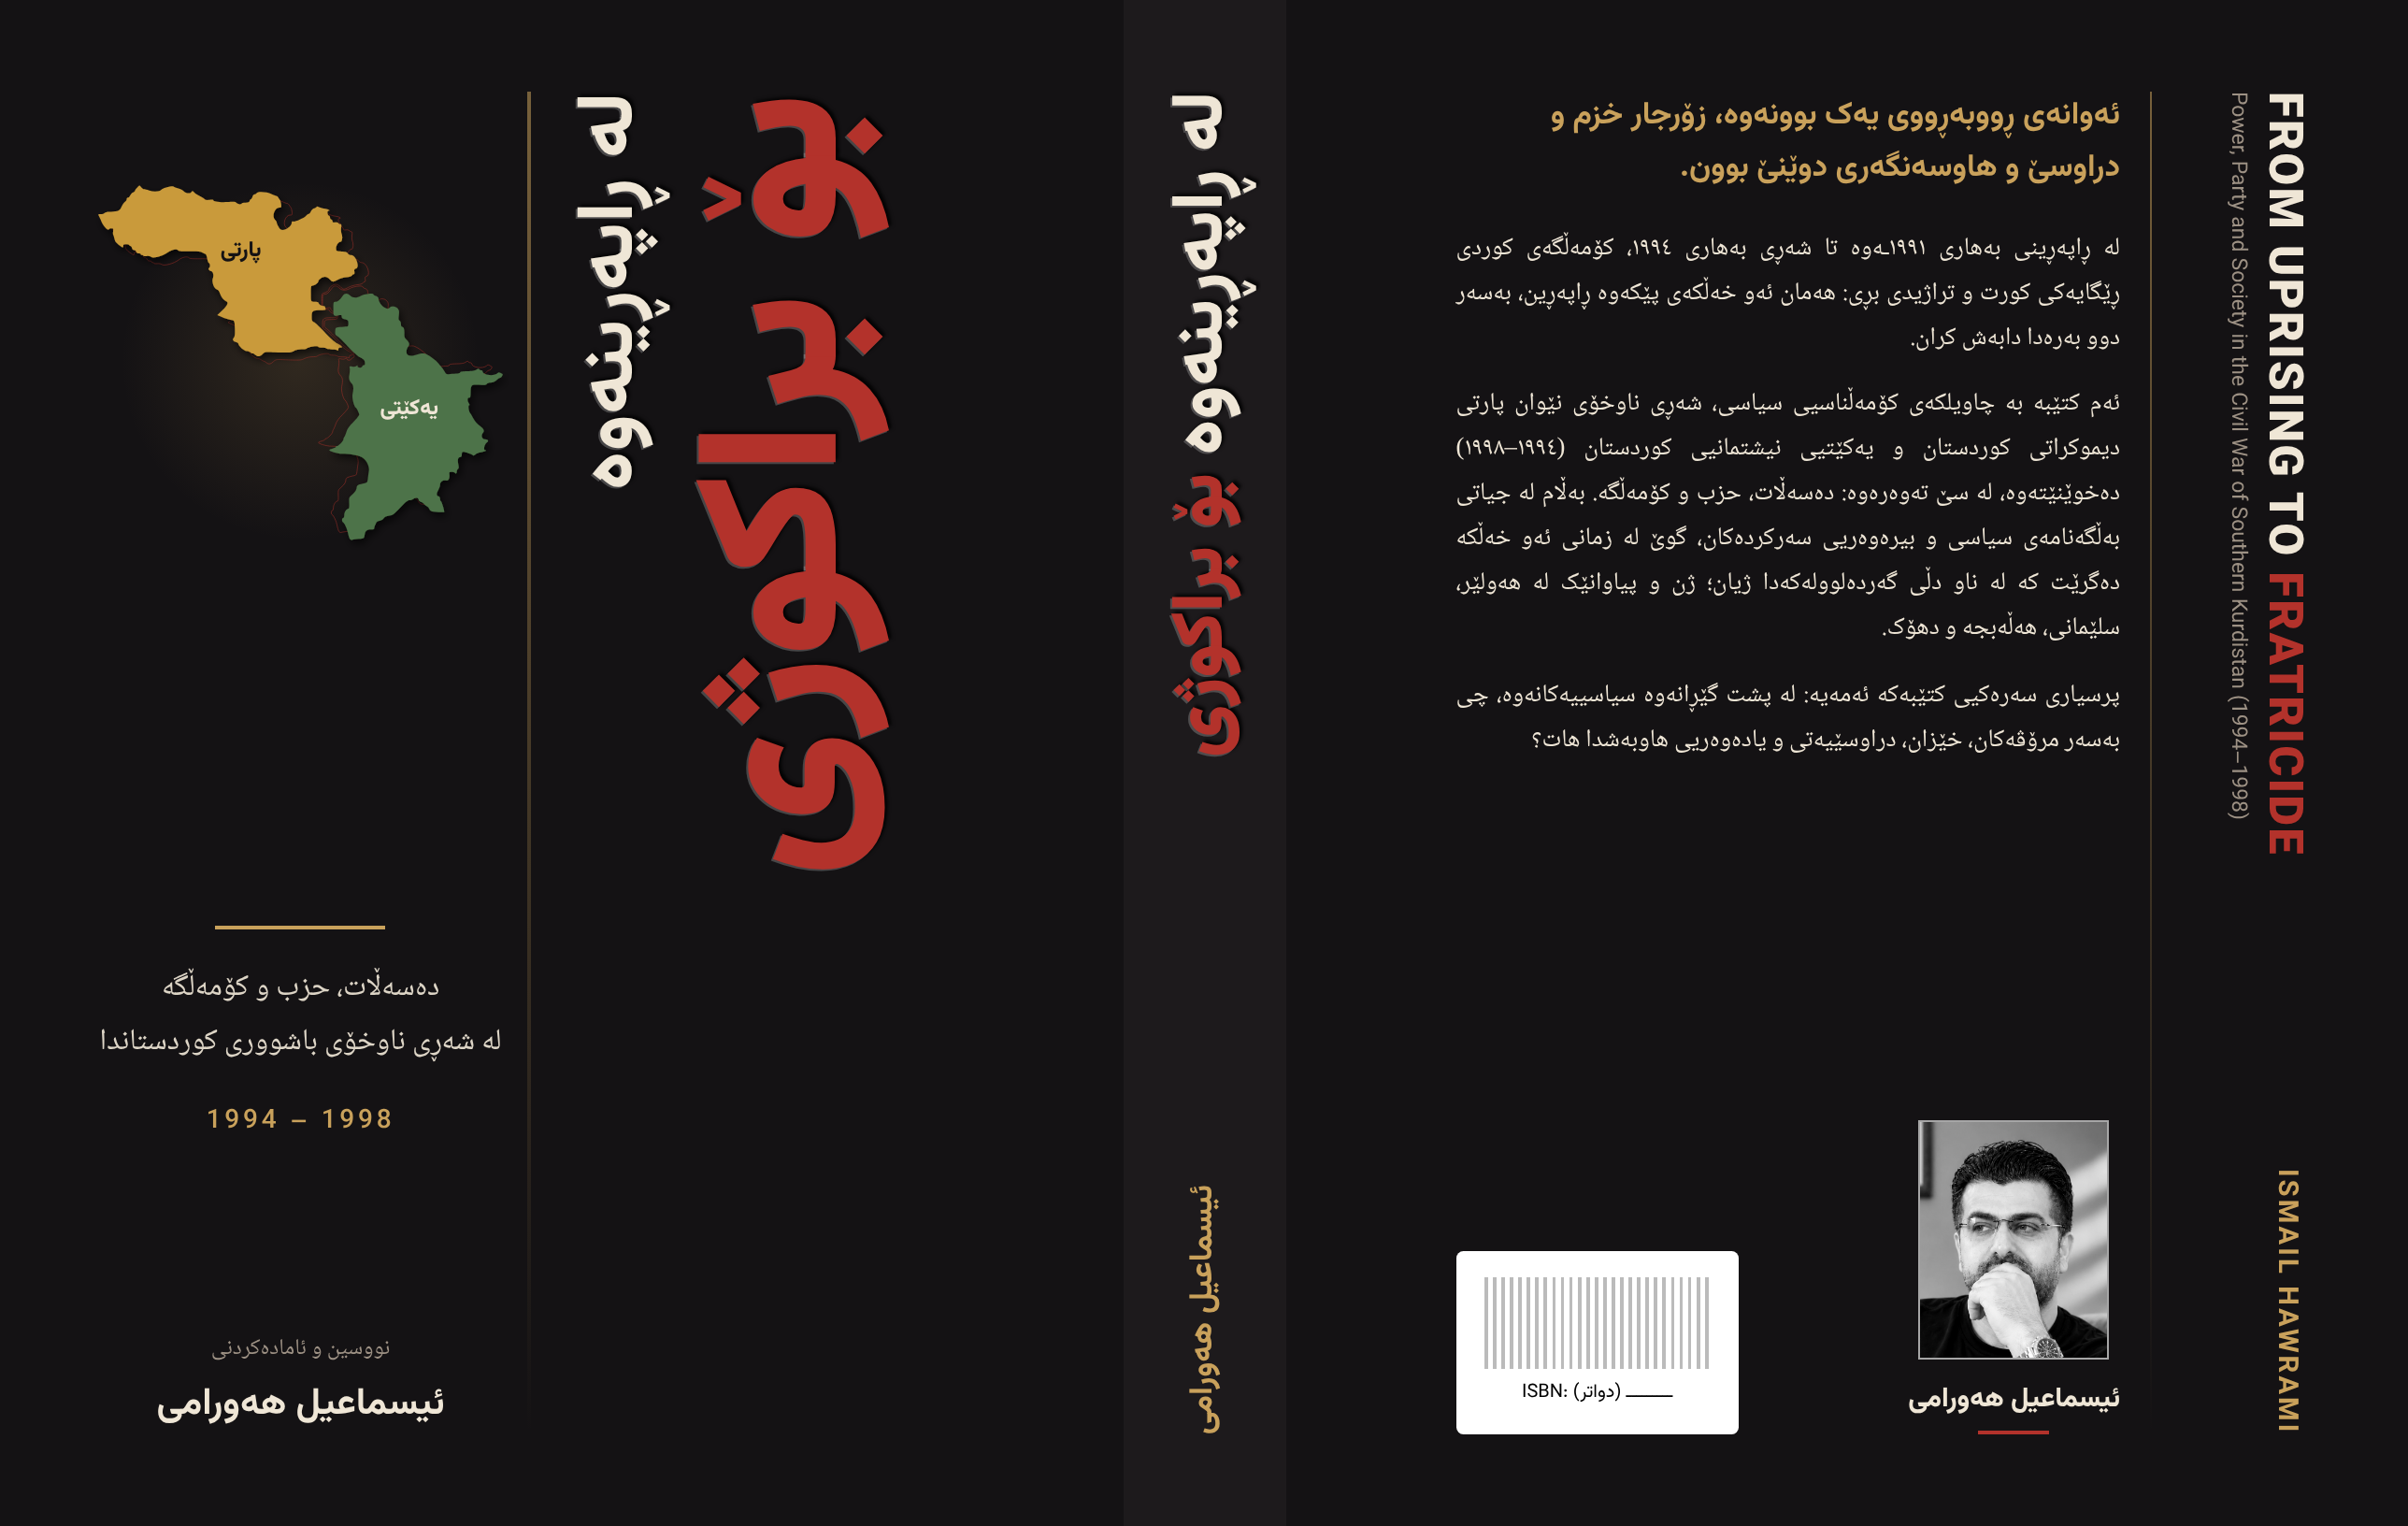 لە ڕاپەڕینەوە
بۆ براکوژی
پارتی
یەکێتی
دەسەڵات، حزب و کۆمەڵگە
لە شەڕی ناوخۆی باشووری کوردستاندا
1994 – 1998
نووسین و ئامادەکردنی
ئیسماعیل هەورامی
لە ڕاپەڕینەوە بۆ براکوژی
ئیسماعیل هەورامی
ئەوانەی ڕووبەڕووی یەک بوونەوە، زۆرجار خزم و
دراوسێ و هاوسەنگەری دوێنێ بوون.
لە ڕاپەڕینی بەهاری ١٩٩١ـەوە تا شەڕی بەهاری ١٩٩٤، کۆمەڵگەی کوردی
ڕێگایەکی کورت و تراژیدی بڕی: هەمان ئەو خەڵکەی پێکەوە ڕاپەڕین، بەسەر
دوو بەرەدا دابەش کران.
ئەم کتێبە بە چاویلکەی کۆمەڵناسیی سیاسی، شەڕی ناوخۆی نێوان پارتی
دیموکراتی کوردستان و یەکێتیی نیشتمانیی کوردستان (١٩٩٤–١٩٩٨)
دەخوێنێتەوە، لە سێ تەوەرەوە: دەسەڵات، حزب و کۆمەڵگە. بەڵام لە جیاتی
بەڵگەنامەی سیاسی و بیرەوەریی سەرکردەکان، گوێ لە زمانی ئەو خەڵکە
دەگرێت کە لە ناو دڵی گەردەلوولەکەدا ژیان؛ ژن و پیاوانێک لە هەولێر،
سلێمانی، هەڵەبجە و دهۆک.
پرسیاری سەرەکیی کتێبەکە ئەمەیە: لە پشت گێڕانەوە سیاسییەکانەوە، چی
بەسەر مرۆڤەکان، خێزان، دراوسێیەتی و یادەوەریی هاوبەشدا هات؟
ئیسماعیل هەورامی
ISBN: (دواتر) ـــــــــ
FROM UPRISING TO FRATRICIDE
Power, Party and Society in the Civil War of Southern Kurdistan (1994–1998)
ISMAIL HAWRAMI